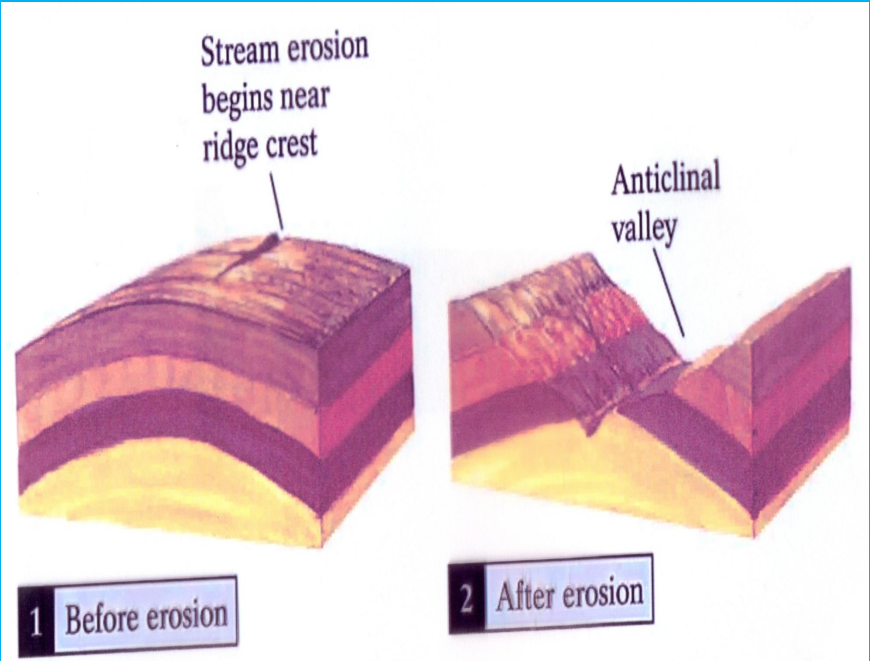 Stream erosion
begins near
ridge crest
Anticlinal
valley
1 Before erosion
2 After erosion